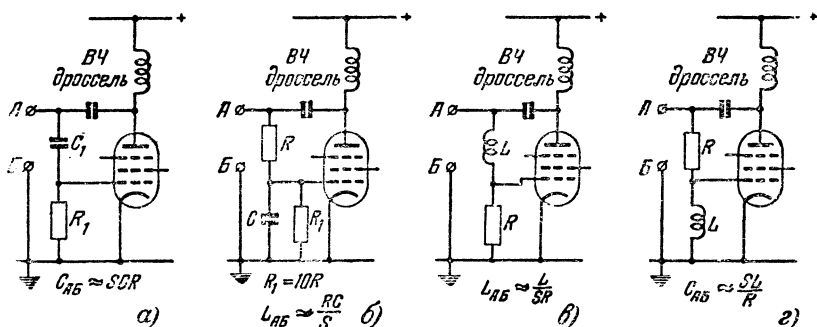 + + + +
ВЧ дроссель
ВЧ дроссель
ВЧ дроссель
ВЧ дроссель
А
А
А
А
C₁
R
L
R
Б
Б
Б
Б
R₁
C
R₁
R
L
C_АБ ≈ SCR
R₁ = 10R
L_АБ ≈ RC/S
L_АБ ≈ L/SR
C_АБ ≈ SL/R
а)
б)
в)
г)